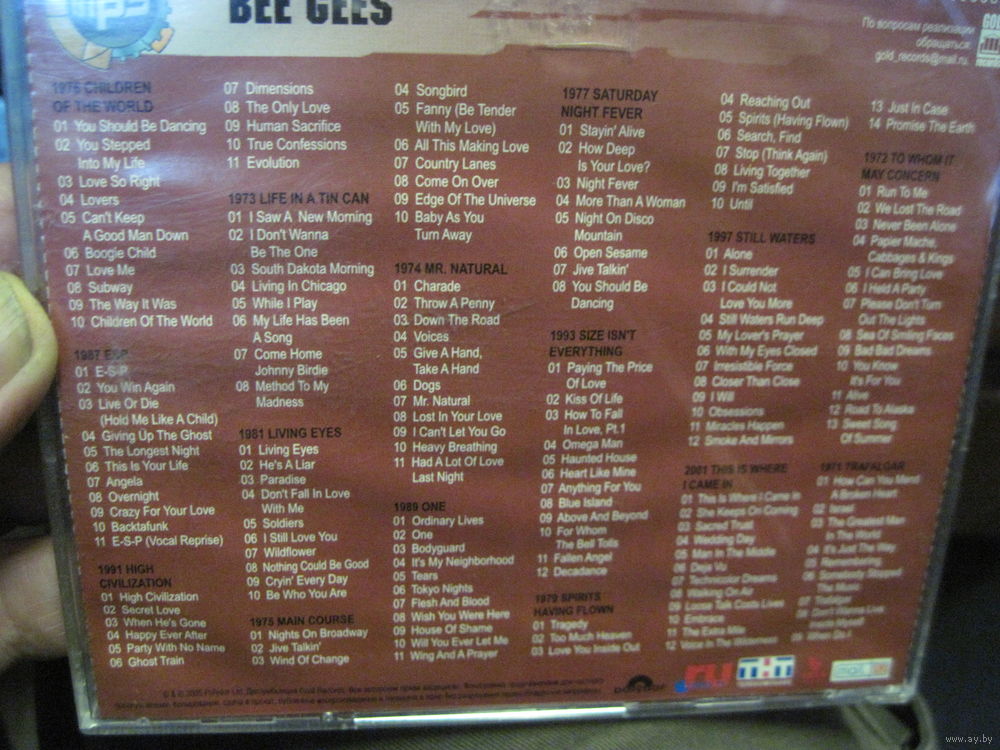 mp3
BEE GEES
По вопросам реализации
обращаться:
gold_records@mail.ru.
1976 CHILDREN
OF THE WORLD
01 You Should Be Dancing
02 You Stepped
Into My Life
03 Love So Right
04 Lovers
05 Can't Keep
A Good Man Down
06 Boogie Child
07 Love Me
08 Subway
09 The Way It Was
10 Children Of The World
1987 ESP
01 E-S-P
02 You Win Again
03 Live Or Die
(Hold Me Like A Child)
04 Giving Up The Ghost
05 The Longest Night
06 This Is Your Life
07 Angela
08 Overnight
09 Crazy For Your Love
10 Backtafunk
11 E-S-P (Vocal Reprise)
1991 HIGH
CIVILIZATION
01 High Civilization
02 Secret Love
03 When He's Gone
04 Happy Ever After
05 Party With No Name
06 Ghost Train
07 Dimensions
08 The Only Love
09 Human Sacrifice
10 True Confessions
11 Evolution
1973 LIFE IN A TIN CAN
01 I Saw A New Morning
02 I Don't Wanna
Be The One
03 South Dakota Morning
04 Living In Chicago
05 While I Play
06 My Life Has Been
A Song
07 Come Home
Johnny Birdie
08 Method To My
Madness
1981 LIVING EYES
01 Living Eyes
02 He's A Liar
03 Paradise
04 Don't Fall In Love
With Me
05 Soldiers
06 I Still Love You
07 Wildflower
08 Nothing Could Be Good
09 Cryin' Every Day
10 Be Who You Are
1975 MAIN COURSE
01 Nights On Broadway
02 Jive Talkin'
03 Wind Of Change
04 Songbird
05 Fanny (Be Tender
With My Love)
06 All This Making Love
07 Country Lanes
08 Come On Over
09 Edge Of The Universe
10 Baby As You
Turn Away
1974 MR. NATURAL
01 Charade
02 Throw A Penny
03 Down The Road
04 Voices
05 Give A Hand,
Take A Hand
06 Dogs
07 Mr. Natural
08 Lost In Your Love
09 I Can't Let You Go
10 Heavy Breathing
11 Had A Lot Of Love
Last Night
1989 ONE
01 Ordinary Lives
02 One
03 Bodyguard
04 It's My Neighborhood
05 Tears
06 Tokyo Nights
07 Flesh And Blood
08 Wish You Were Here
09 House Of Shame
10 Will You Ever Let Me
11 Wing And A Prayer
1977 SATURDAY
NIGHT FEVER
01 Stayin' Alive
02 How Deep
Is Your Love?
03 Night Fever
04 More Than A Woman
05 Night On Disco
Mountain
06 Open Sesame
07 Jive Talkin'
08 You Should Be
Dancing
1993 SIZE ISN'T
EVERYTHING
01 Paying The Price
Of Love
02 Kiss Of Life
03 How To Fall
In Love, Pt.1
04 Omega Man
05 Haunted House
06 Heart Like Mine
07 Anything For You
08 Blue Island
09 Above And Beyond
10 For Whom
The Bell Tolls
11 Fallen Angel
12 Decadance
1979 SPIRITS
HAVING FLOWN
01 Tragedy
02 Too Much Heaven
03 Love You Inside Out
04 Reaching Out
05 Spirits (Having Flown)
06 Search, Find
07 Stop (Think Again)
08 Living Together
09 I'm Satisfied
10 Until
1997 STILL WATERS
01 Alone
02 I Surrender
03 I Could Not
Love You More
04 Still Waters Run Deep
05 My Lover's Prayer
06 With My Eyes Closed
07 Irresistible Force
08 Closer Than Close
09 I Will
10 Obsessions
11 Miracles Happen
12 Smoke And Mirrors
2001 THIS IS WHERE
I CAME IN
01 This Is Where I Came In
02 She Keeps On Coming
03 Sacred Trust
04 Wedding Day
05 Man In The Middle
06 Deja Vu
07 Technicolor Dreams
08 Walking On Air
09 Loose Talk Costs Lives
10 Embrace
11 The Extra Mile
12 Voice In The Wilderness
13 Just In Case
14 Promise The Earth
1972 TO WHOM IT
MAY CONCERN
01 Run To Me
02 We Lost The Road
03 Never Been Alone
04 Papier Mache,
Cabbages & Kings
05 I Can Bring Love
06 I Held A Party
07 Please Don't Turn
Out The Lights
08 Sea Of Smiling Faces
09 Bad Bad Dreams
10 You Know
It's For You
11 Alive
12 Road To Alaska
13 Sweet Song
Of Summer
1971 TRAFALGAR
01 How Can You Mend
A Broken Heart
02 Israel
03 The Greatest Man
In The World
04 It's Just The Way
05 Remembering
06 Somebody Stopped
The Music
07 Trafalgar
08 Don't Wanna Live
Inside Myself
09 When Do I
ru
ТНТ
www.ay.by